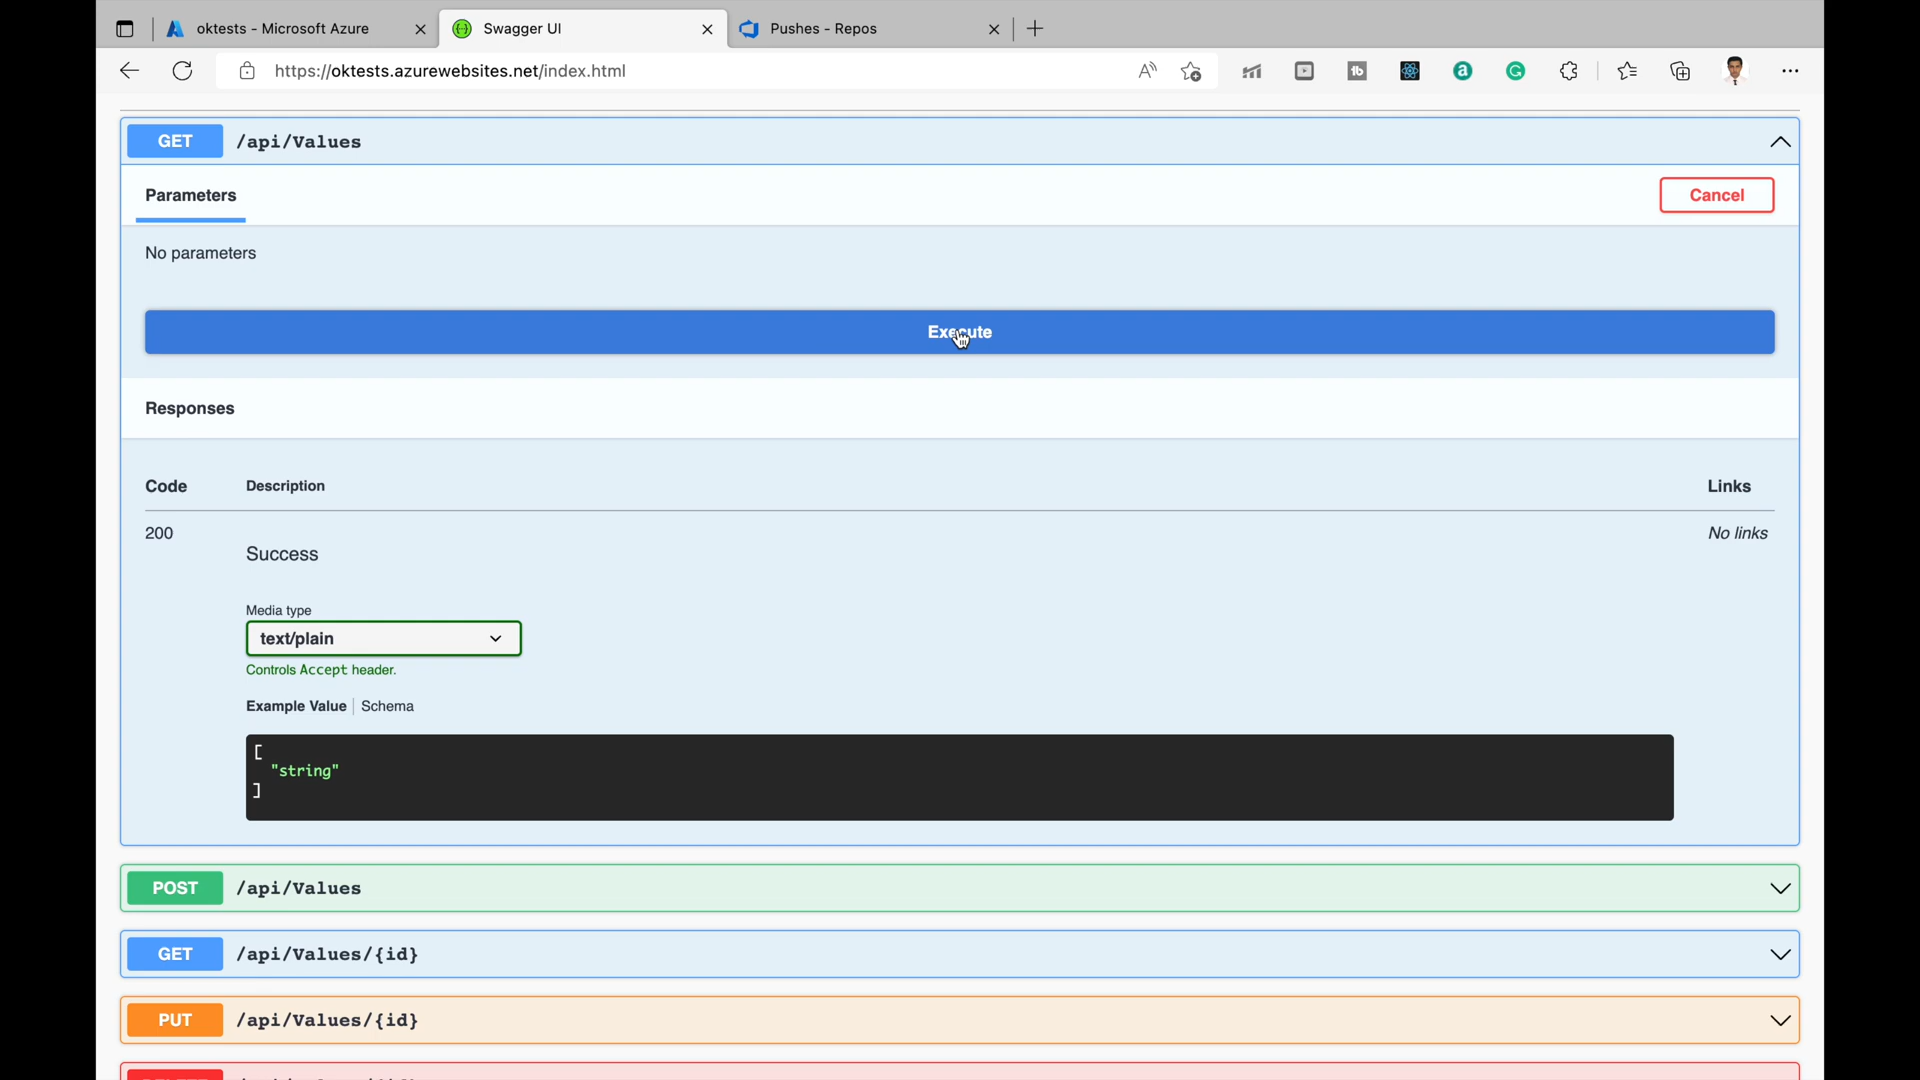 oktests - Microsoft Azure
Swagger UI
Pushes - Repos
https://oktests.azurewebsites.net/index.html
GET /api/Values
Parameters
Cancel
No parameters
Execute
Responses
Code Description Links
200 No links
Success
Media type
text/plain
Controls Accept header.
Example Value Schema
[
"string"
]
POST /api/Values
GET /api/Values/{id}
PUT /api/Values/{id}